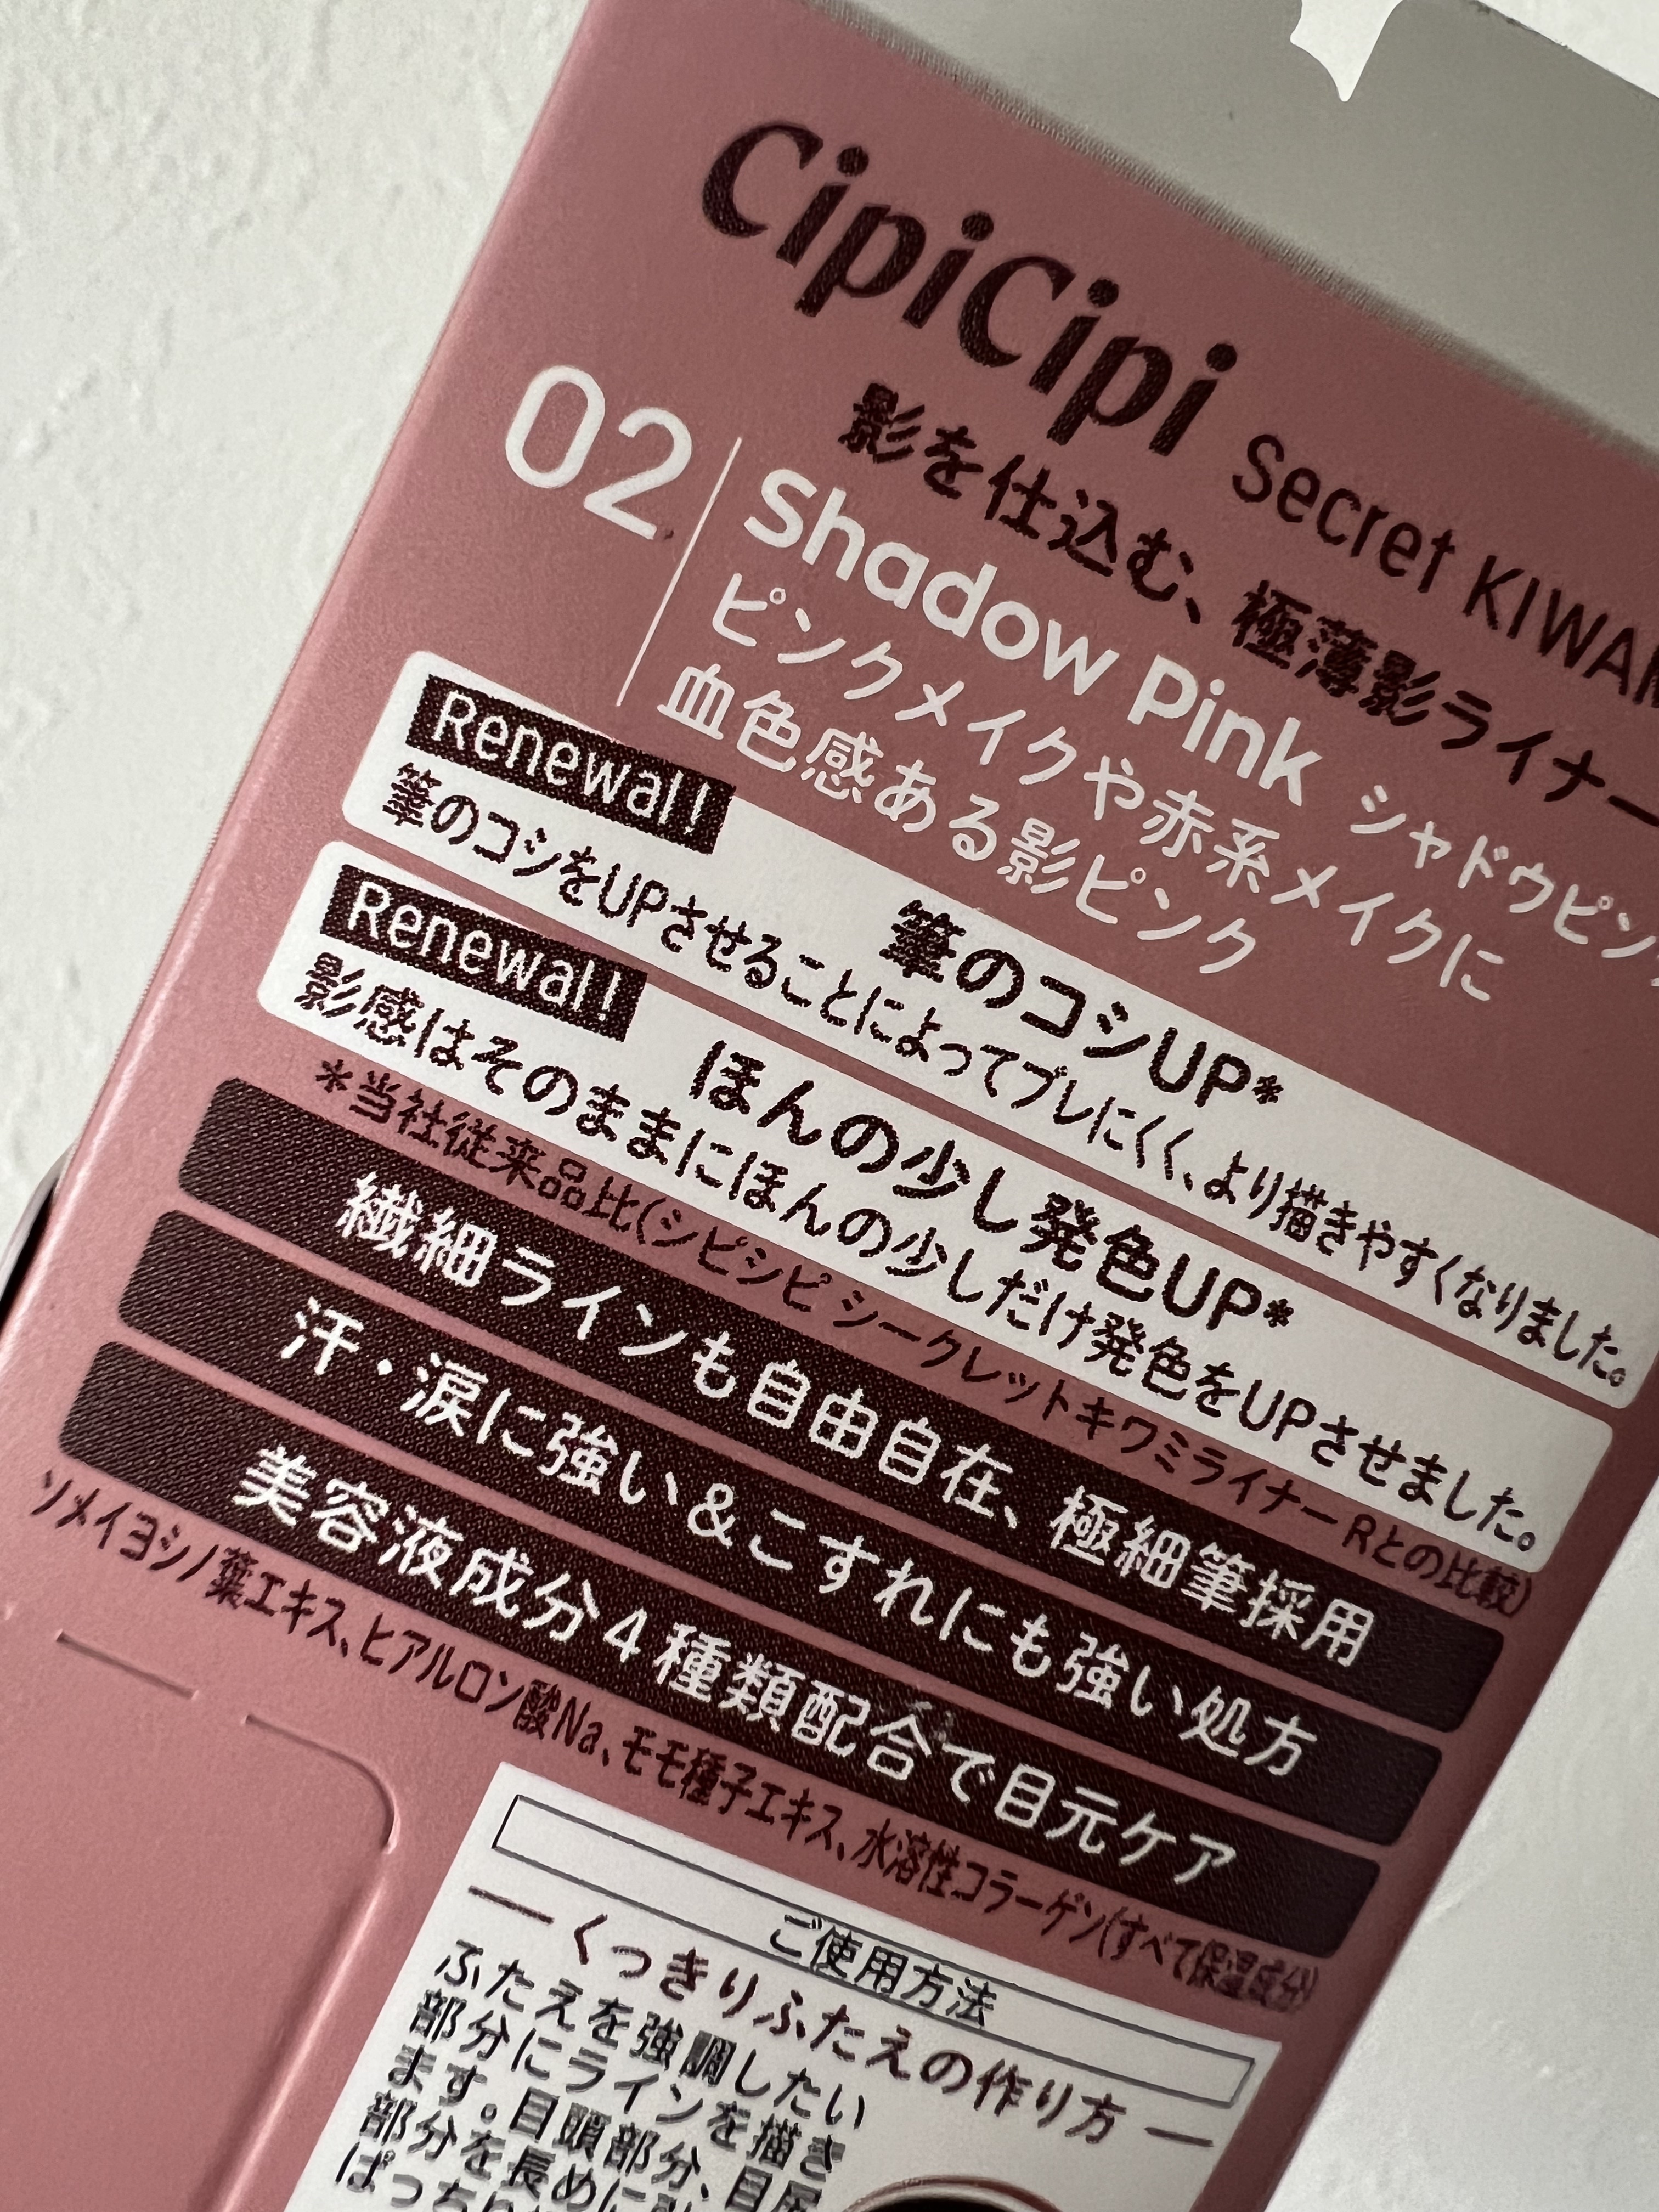 CipiCipi Secret KIWAM
影を仕込む、極薄影ライナー
02
Shadow Pink シャドウピンク
ピンクメイクや赤系メイクに
血色感ある影ピンク
Renewal! 筆のコシUP*
筆のコシをUPさせることによってブレにくく、より描きやすくなりました。
Renewal! ほんの少し発色UP*
影感はそのままにほんの少しだけ発色をUPさせました。
*当社従来品比(シピシピ シークレットキワミライナー Rとの比較)
繊細ラインも自由自在、極細筆採用
汗・涙に強い&こすれにも強い処方
美容液成分4種類配合で目元ケア
ソメイヨシノ葉エキス、ヒアルロン酸Na、モモ種子エキス、水溶性コラーゲン(すべて保湿成分)
ご使用方法
― くっきりふたえの作り方 ―
ふたえを強調したい
部分にラインを描き
ます。目頭部分、目尻
部分を長めに
ぱっちり